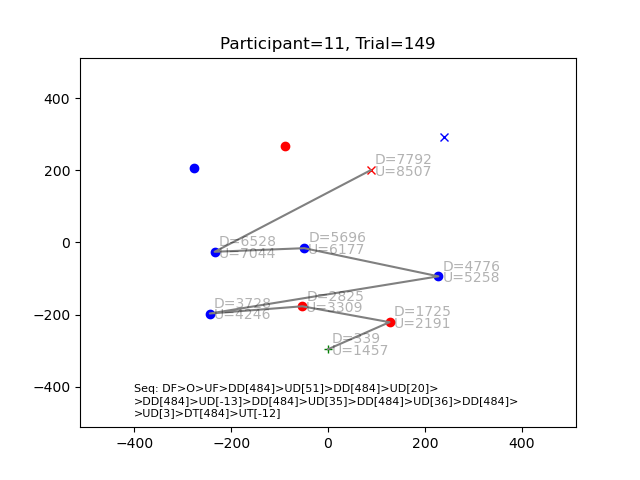 Participant=11, Trial=149
400
200
0
−200
−400
D=7792
U=8507
D=6528
U=7044
D=5696
U=6177
D=4776
U=5258
D=3728
U=4246
D=2825
U=3309
D=1725
U=2191
D=339
U=1457
Seq: DF>O>UF>DD[484]>UD[51]>DD[484]>UD[20]>
>DD[484]>UD[-13]>DD[484]>UD[35]>DD[484]>UD[36]>DD[484]>
>UD[3]>DT[484]>UT[-12]
−400 −200 0 200 400